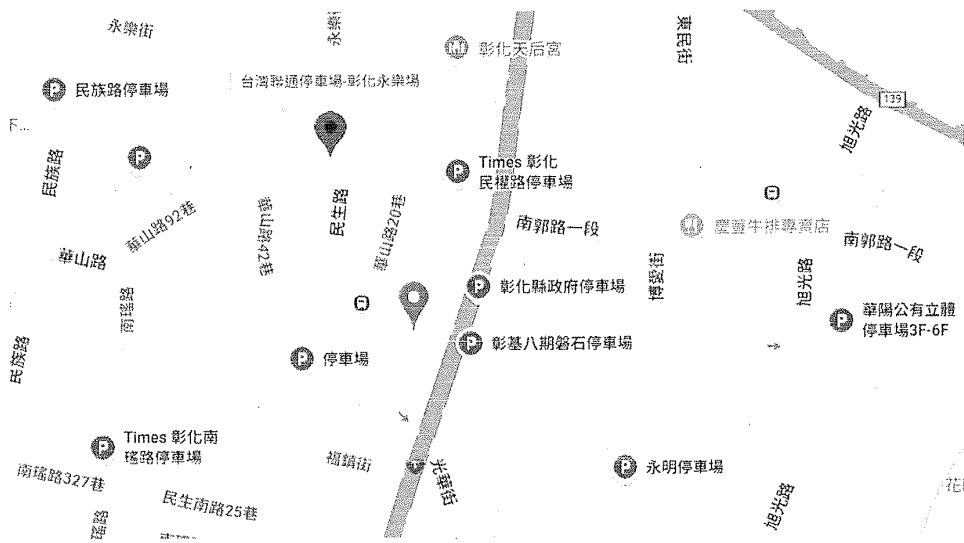 永樂街
永樂街
彰化天后宮
東民街
民族路停車場
台灣聯通停車場-彰化永樂場
139
旭光路
下...
民族路
Times 彰化
民權路停車場
華山路92巷
華山路42巷
民生路
華山路20巷
南郭路一段
慶豐牛排專賣店
南郭路一段
華山路
博愛街
旭光路
彰化縣政府停車場
南瑤路
華陽公有立體
停車場3F-6F
民族路
停車場
彰基八期磐石停車場
Times 彰化南
瑤路停車場
福鎮街
光華街
永明停車場
南瑤路327巷
民生南路25巷
旭光路
花
瑤路